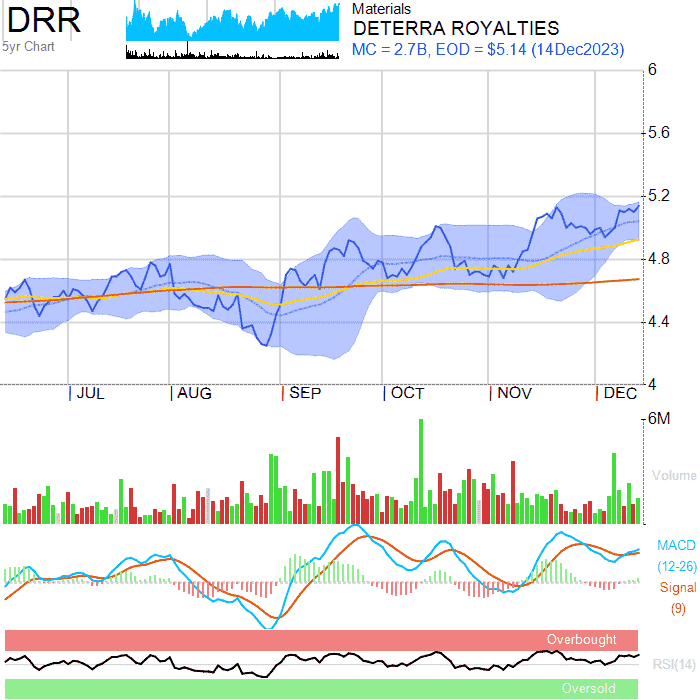 DRR
5yr Chart
Materials
DETERRA ROYALTIES
MC = 2.7B, EOD = $5.14 (14Dec2023)
6
5.6
5.2
4.8
4.4
4
JUL AUG SEP OCT NOV DEC
6M
Volume
MACD
(12-26)
Signal
(9)
Overbought
RSI(14)
Oversold